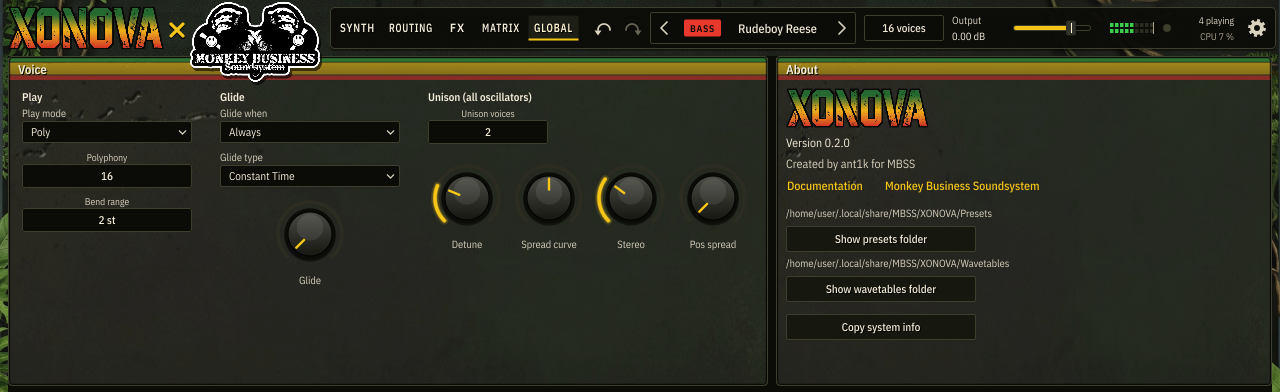 XONOVA × MONKEY BUSINESS
Soundsystem
SYNTH ROUTING FX MATRIX GLOBAL
BASS Rudeboy Reese
16 voices
Output
0.00 dB
4 playing
CPU 7 %
Voice
Play
Play mode
Poly
Polyphony
16
Bend range
2 st
Glide
Glide when
Always
Glide type
Constant Time
Glide
Unison (all oscillators)
Unison voices
2
Detune Spread curve Stereo Pos spread
About
XONOVA
Version 0.2.0
Created by ant1k for MBSS
Documentation Monkey Business Soundsystem
/home/user/.local/share/MBSS/XONOVA/Presets
Show presets folder
/home/user/.local/share/MBSS/XONOVA/Wavetables
Show wavetables folder
Copy system info